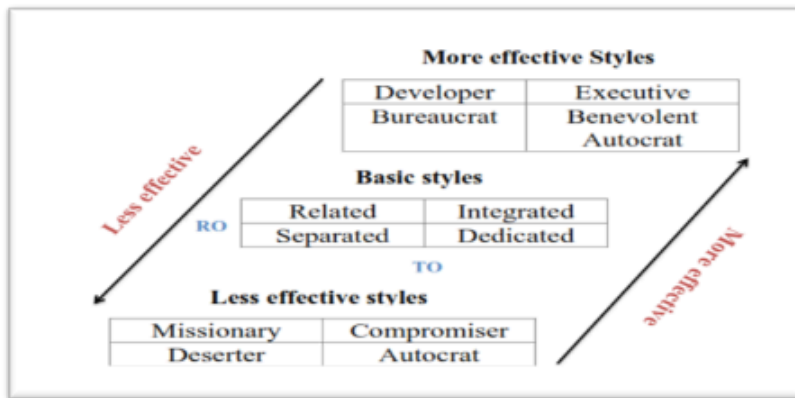 More effective Styles
Developer Executive
Bureaucrat Benevolent
Autocrat
Less effective
Basic styles
Related Integrated
RO
Separated Dedicated
TO
More effective
Less effective styles
Missionary Compromiser
Deserter Autocrat